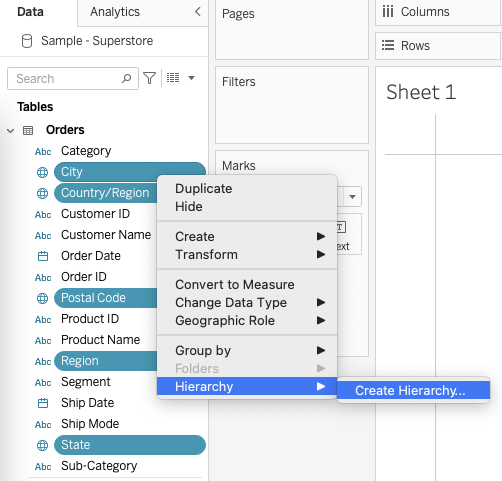 Data
Analytics
Sample - Superstore
Search
Tables
Orders
Abc Category
City
Country/Region
Abc Customer ID
Abc Customer Name
Order Date
Abc Order ID
Postal Code
Abc Product ID
Abc Product Name
Abc Region
Abc Segment
Ship Date
Abc Ship Mode
State
Abc Sub-Category
Pages
Filters
Marks
T
ext
Columns
Rows
Sheet 1
Duplicate
Hide
Create
Transform
Convert to Measure
Change Data Type
Geographic Role
Group by
Folders
Hierarchy
Create Hierarchy...